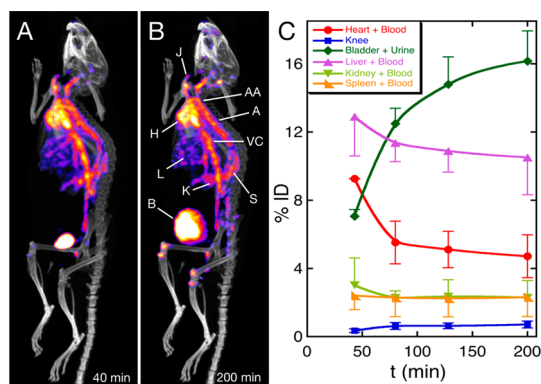 A
B
C
J
AA
A
H
VC
L
K
S
B
40 min
200 min
Heart + Blood
Knee
Bladder + Urine
Liver + Blood
Kidney + Blood
Spleen + Blood
% ID
16
12
8
4
0
0
50
100
150
200
t (min)